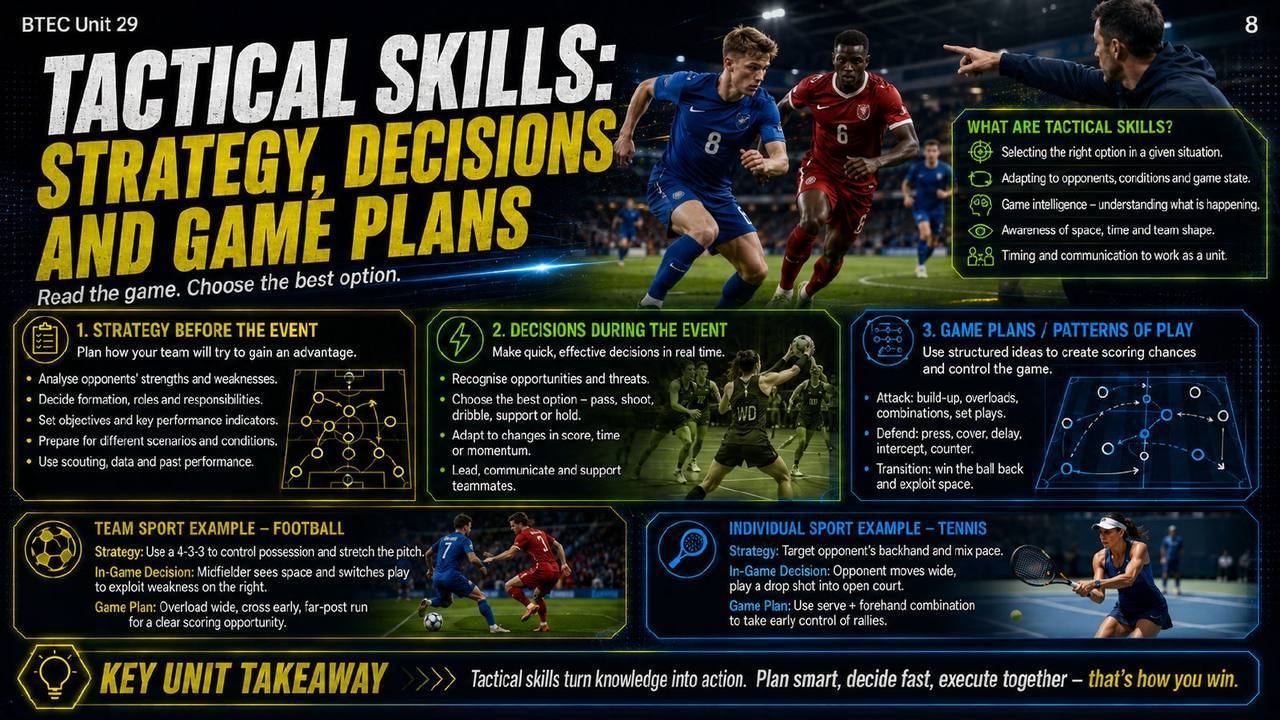 BTEC Unit 29
8
TACTICAL SKILLS:
STRATEGY, DECISIONS
AND GAME PLANS
Read the game. Choose the best option.
8
6
WHAT ARE TACTICAL SKILLS?
Selecting the right option in a given situation.
Adapting to opponents, conditions and game state.
Game intelligence – understanding what is happening.
Awareness of space, time and team shape.
Timing and communication to work as a unit.
1. STRATEGY BEFORE THE EVENT
Plan how your team will try to gain an advantage.
• Analyse opponents' strengths and weaknesses.
• Decide formation, roles and responsibilities.
• Set objectives and key performance indicators.
• Prepare for different scenarios and conditions.
• Use scouting, data and past performance.
2. DECISIONS DURING THE EVENT
Make quick, effective decisions in real time.
• Recognise opportunities and threats.
• Choose the best option – pass, shoot,
dribble, support or hold.
• Adapt to changes in score, time
or momentum.
• Lead, communicate and support
teammates.
WD
3. GAME PLANS / PATTERNS OF PLAY
Use structured ideas to create scoring chances
and control the game.
• Attack: build-up, overloads,
combinations, set plays.
• Defend: press, cover, delay,
intercept, counter.
• Transition: win the ball back
and exploit space.
TEAM SPORT EXAMPLE – FOOTBALL
Strategy: Use a 4-3-3 to control possession and stretch the pitch.
In-Game Decision: Midfielder sees space and switches play
to exploit weakness on the right.
Game Plan: Overload wide, cross early, far-post run
for a clear scoring opportunity.
7
INDIVIDUAL SPORT EXAMPLE – TENNIS
Strategy: Target opponent's backhand and mix pace.
In-Game Decision: Opponent moves wide,
play a drop shot into open court.
Game Plan: Use serve + forehand combination
to take early control of rallies.
KEY UNIT TAKEAWAY
Tactical skills turn knowledge into action. Plan smart, decide fast, execute together – that's how you win.